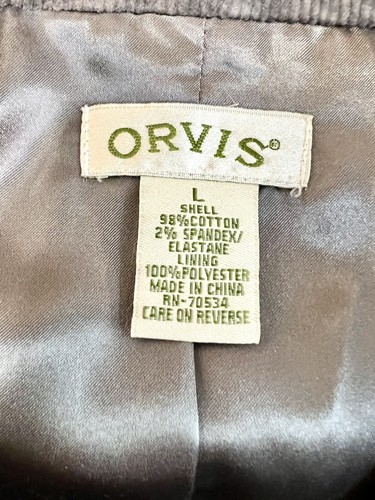 ORVIS®
L
SHELL
98%COTTON
2% SPANDEX/
ELASTANE
LINING
100%POLYESTER
MADE IN CHINA
RN-70534
CARE ON REVERSE